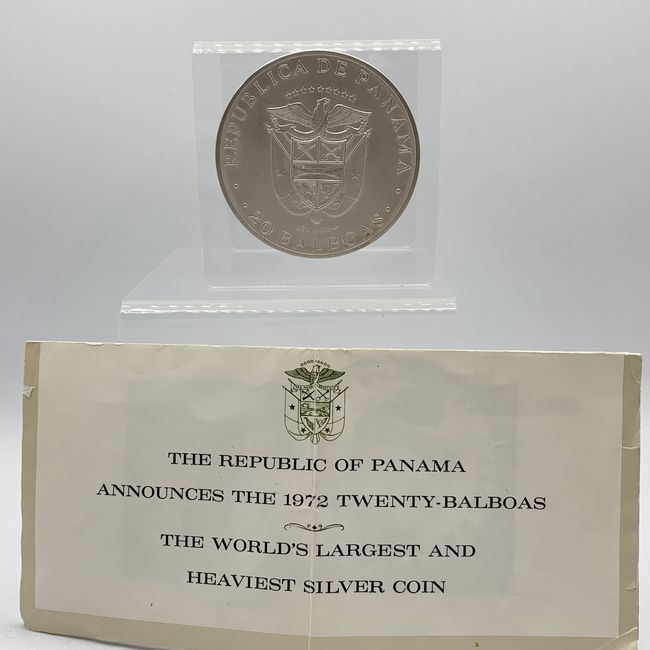 REPUBLICA DE PANAMA
20 BALBOAS
THE REPUBLIC OF PANAMA
ANNOUNCES THE 1972 TWENTY-BALBOAS
THE WORLD'S LARGEST AND
HEAVIEST SILVER COIN